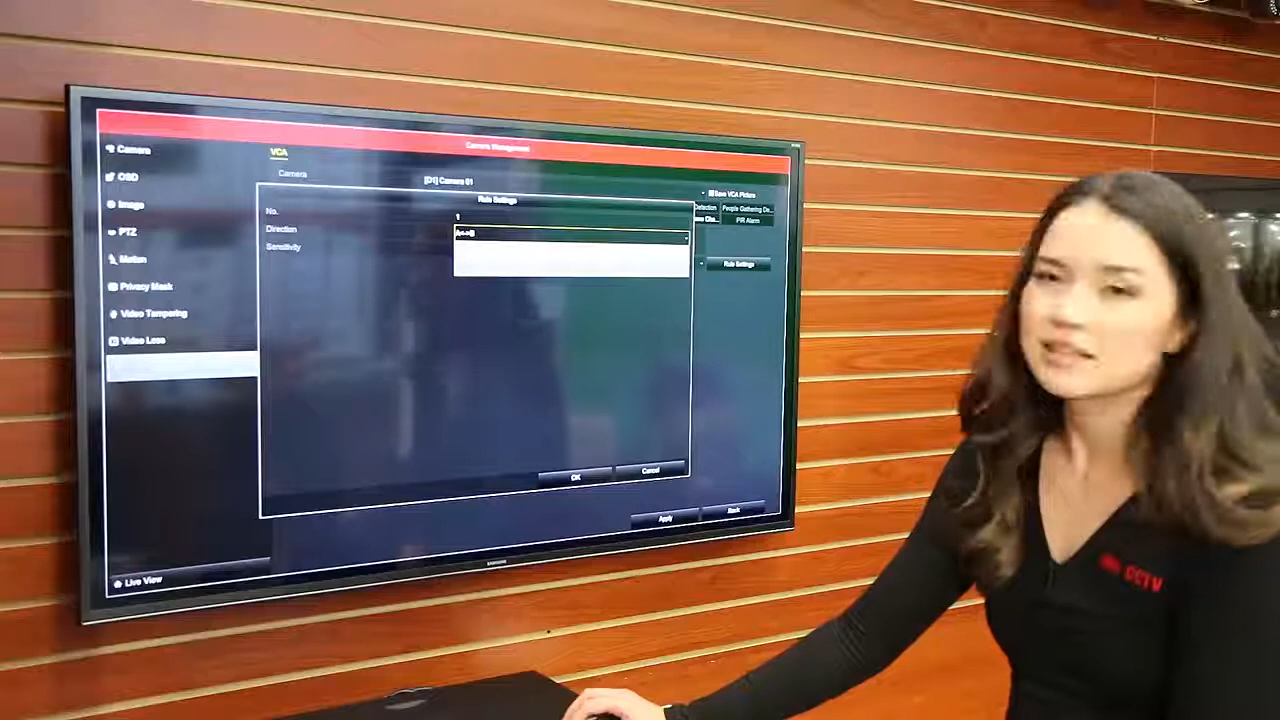 Camera Management
Camera
OSD
Image
PTZ
Motion
Privacy Mask
Video Tampering
Video Loss
Live View
VCA
Camera
[D1] Camera 01
Save VCA Picture
People Gathering De...
PIR Alarm
Rule Settings
Rule Settings
No.
1
Direction
A<->B
Sensitivity
OK
Cancel
Apply
Back
SAMSUNG
CCTV